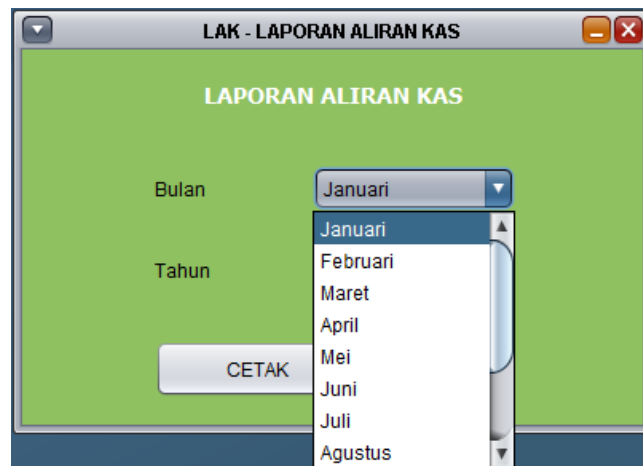 LAK - LAPORAN ALIRAN KAS
LAPORAN ALIRAN KAS
Bulan
Januari
Januari
Februari
Maret
April
Mei
Juni
Juli
Agustus
Tahun
CETAK